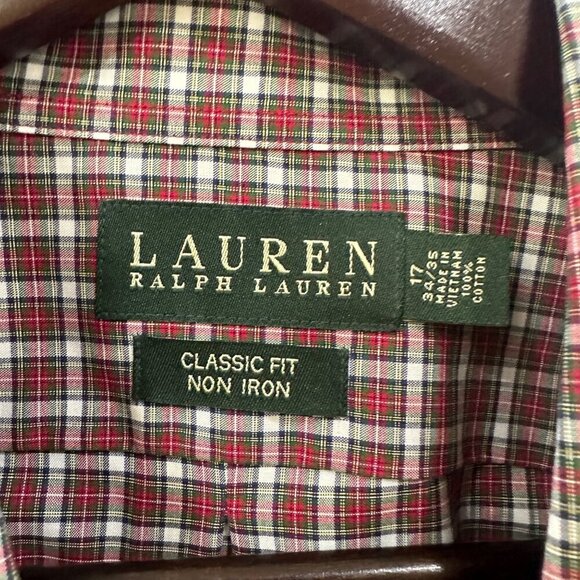 LAUREN
RALPH LAUREN
17
34/35
MADE IN
VIETNAM
100%
COTTON
CLASSIC FIT
NON IRON